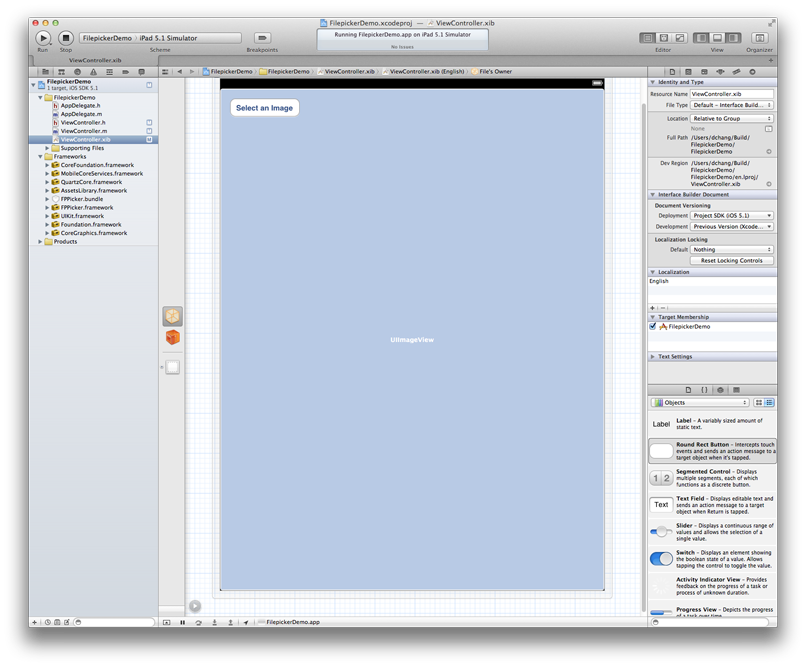 FilepickerDemo.xcodeproj — ViewController.xib
Run
Stop
FilepickerDemo
iPad 5.1 Simulator
Scheme
Breakpoints
Running FilepickerDemo.app on iPad 5.1 Simulator
No Issues
Editor
View
Organizer
ViewController.xib
FilepickerDemo
1 target, iOS SDK 5.1
FilepickerDemo
AppDelegate.h
AppDelegate.m
ViewController.h
ViewController.m
ViewController.xib
Supporting Files
Frameworks
CoreFoundation.framework
MobileCoreServices.framework
QuartzCore.framework
AssetsLibrary.framework
FPPicker.bundle
FPPicker.framework
UIKit.framework
Foundation.framework
CoreGraphics.framework
Products
FilepickerDemo
FilepickerDemo
ViewController.xib
ViewController.xib (English)
File's Owner
Select an Image
UIImageView
FilepickerDemo.app
Identity and Type
Resource Name ViewController.xib
File Type Default – Interface Build...
Location Relative to Group
None
Full Path /Users/dchang/Build/
FilepickerDemo/
FilepickerDemo
Dev Region /Users/dchang/Build/
FilepickerDemo/
FilepickerDemo/en.lproj/
ViewController.xib
Interface Builder Document
Document Versioning
Deployment Project SDK (iOS 5.1)
Development Previous Version (Xcode...
Localization Locking
Default Nothing
Reset Locking Controls
Localization
English
Target Membership
FilepickerDemo
Text Settings
Objects
Label
Label – A variably sized amount of
static text.
Round Rect Button – Intercepts touch
events and sends an action message to a
target object when it's tapped.
1 2
Segmented Control – Displays
multiple segments, each of which
functions as a discrete button.
Text
Text Field – Displays editable text and
sends an action message to a target
object when Return is tapped.
Slider – Displays a continuous range of
values and allows the selection of a
single value.
Switch – Displays an element showing
the boolean state of a value. Allows
tapping the control to toggle the value.
Activity Indicator View – Provides
feedback on the progress of a task or
process of unknown duration.
Progress View – Depicts the progress
of a task over time.